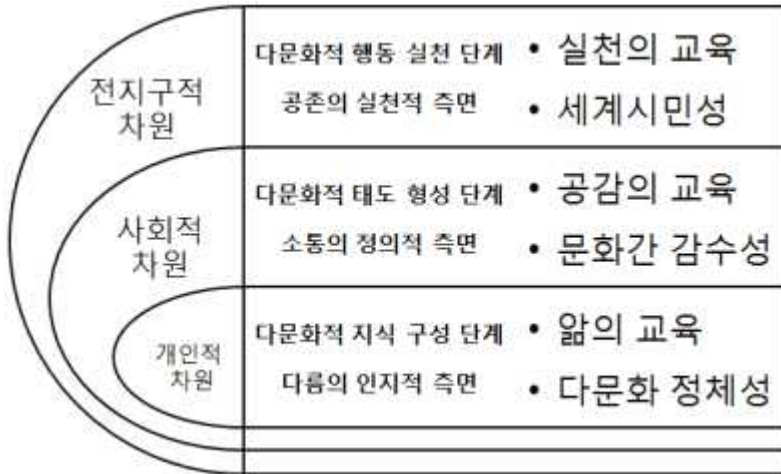 전지구적
차원
다문화적 행동 실천 단계
공존의 실천적 측면
• 실천의 교육
• 세계시민성
사회적
차원
다문화적 태도 형성 단계
소통의 정의적 측면
• 공감의 교육
• 문화간 감수성
개인적
차원
다문화적 지식 구성 단계
다름의 인지적 측면
• 앎의 교육
• 다문화 정체성